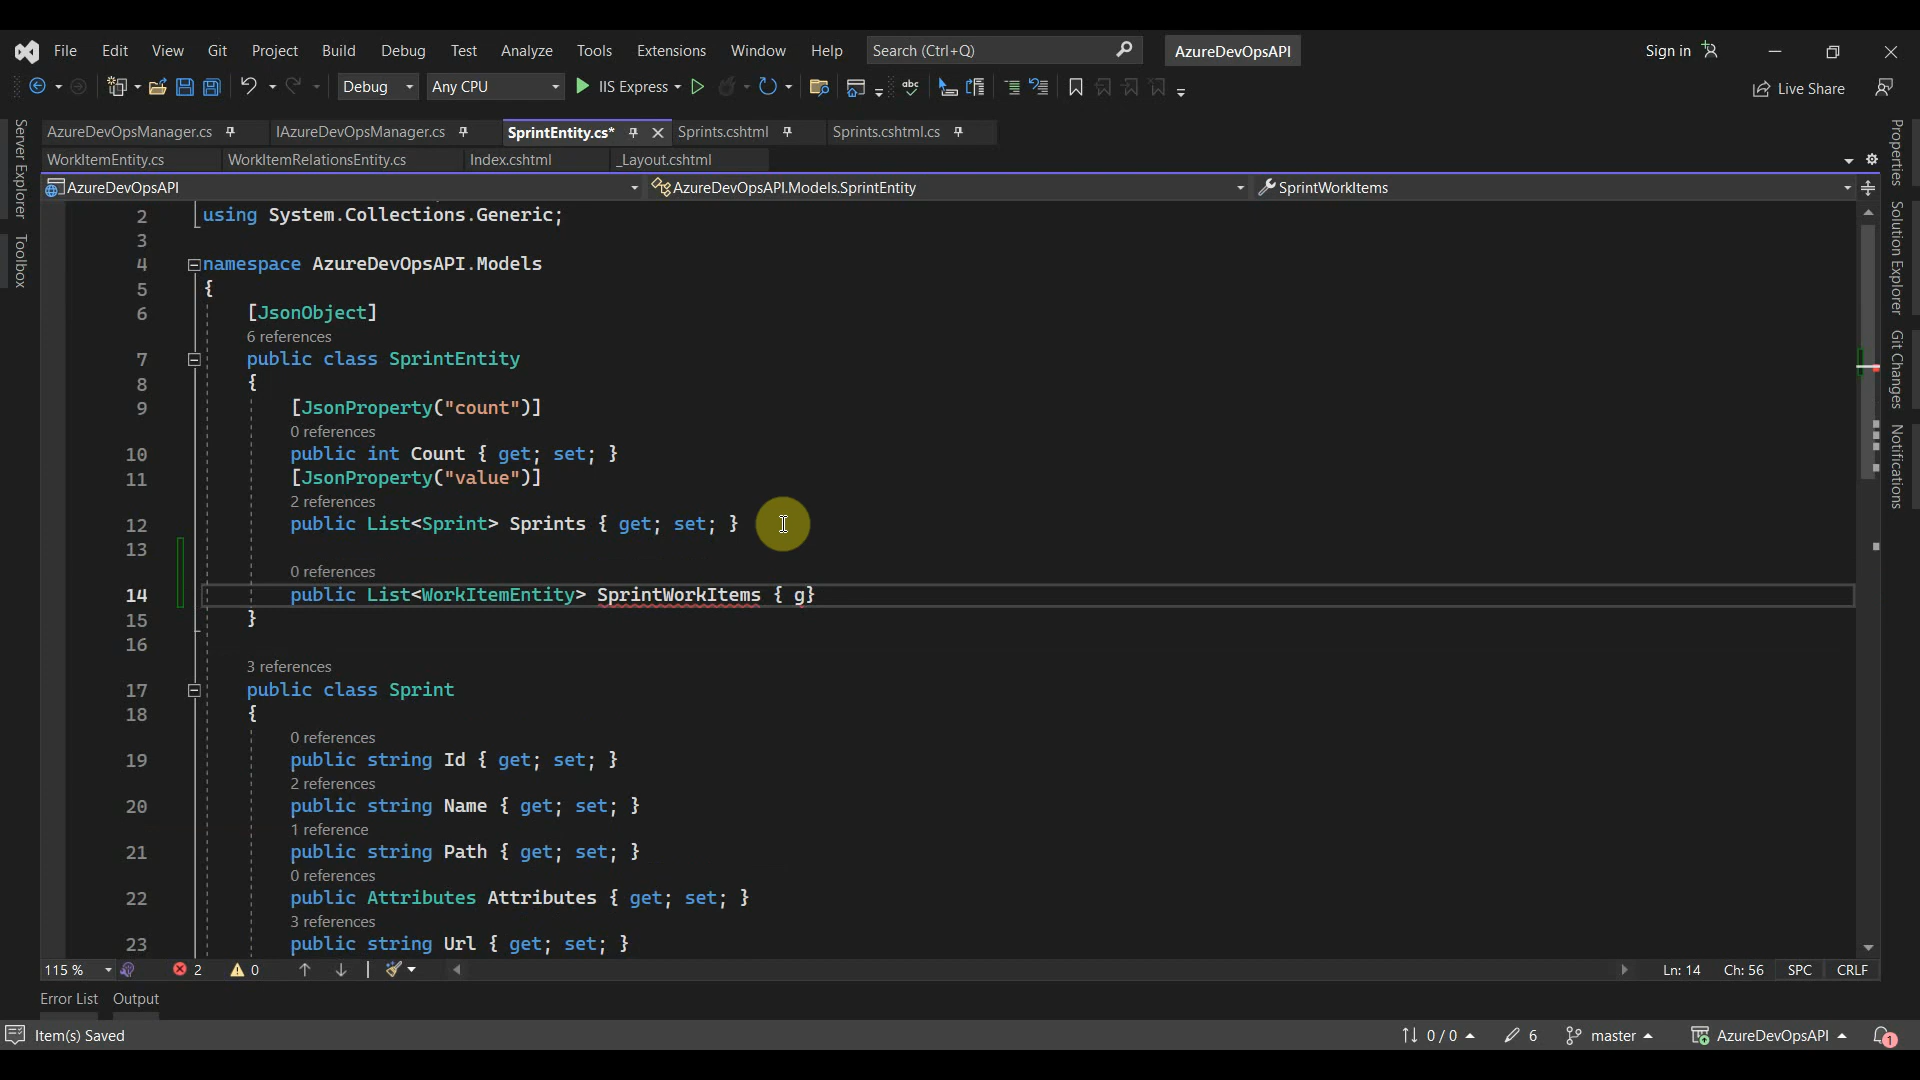 File Edit View Git Project Build Debug Test Analyze Tools Extensions Window Help Search (Ctrl+Q) AzureDevOpsAPI Sign in
Debug Any CPU IIS Express Live Share
AzureDevOpsManager.cs IAzureDevOpsManager.cs SprintEntity.cs* Sprints.cshtml Sprints.cshtml.cs
WorkItemEntity.cs WorkItemRelationsEntity.cs Index.cshtml _Layout.cshtml
AzureDevOpsAPI AzureDevOpsAPI.Models.SprintEntity SprintWorkItems
Server Explorer
Toolbox
2 using System.Collections.Generic;
3
4 namespace AzureDevOpsAPI.Models
5 {
6 [JsonObject]
6 references
7 public class SprintEntity
8 {
9 [JsonProperty("count")]
0 references
10 public int Count { get; set; }
11 [JsonProperty("value")]
2 references
12 public List<Sprint> Sprints { get; set; }
13
0 references
14 public List<WorkItemEntity> SprintWorkItems { g}
15 }
16
3 references
17 public class Sprint
18 {
0 references
19 public string Id { get; set; }
2 references
20 public string Name { get; set; }
1 reference
21 public string Path { get; set; }
0 references
22 public Attributes Attributes { get; set; }
3 references
23 public string Url { get; set; }
Properties
Solution Explorer
Git Changes
Notifications
115 % 2 0 Ln: 14 Ch: 56 SPC CRLF
Error List Output
Item(s) Saved 0 / 0 6 master AzureDevOpsAPI 1